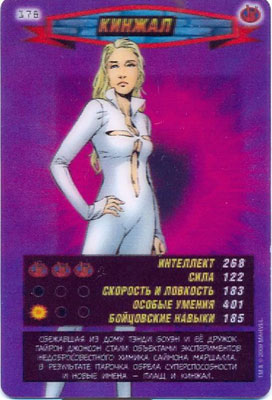 178
КИНЖАЛ
ИНТЕЛЛЕКТ 268
СИЛА 122
СКОРОСТЬ И ЛОВКОСТЬ 183
ОСОБЫЕ УМЕНИЯ 401
БОЙЦОВСКИЕ НАВЫКИ 185
СБЕЖАВШАЯ ИЗ ДОМУ ТЭНДИ БОУЭН И ЕЁ ДРУЖОК
ТАЙРОН ДЖОНСОН СТАЛИ ОБЪЕКТАМИ ЭКСПЕРИМЕНТОВ
НЕДОБРОСОВЕСТНОГО ХИМИКА САЙМОНА МАРШАЛЛА.
В РЕЗУЛЬТАТЕ ПАРОЧКА ОБРЕЛА СУПЕРСПОСОБНОСТИ
И НОВЫЕ ИМЕНА – ПЛАЩ И КИНЖАЛ.
MARVEL